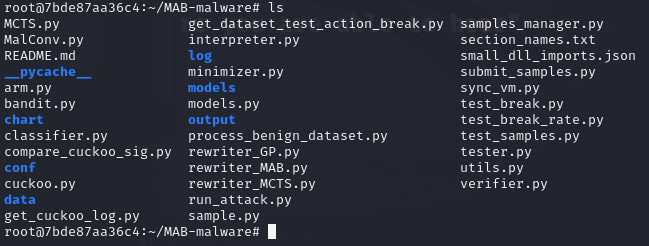 root@7bde87aa36c4:~/MAB-malware# ls
MCTS.py get_dataset_test_action_break.py samples_manager.py
MalConv.py interpreter.py section_names.txt
README.md log small_dll_imports.json
__pycache__ minimizer.py submit_samples.py
arm.py models sync_vm.py
bandit.py models.py test_break.py
chart output test_break_rate.py
classifier.py process_benign_dataset.py test_samples.py
compare_cuckoo_sig.py rewriter_GP.py tester.py
conf rewriter_MAB.py utils.py
cuckoo.py rewriter_MCTS.py verifier.py
data run_attack.py
get_cuckoo_log.py sample.py
root@7bde87aa36c4:~/MAB-malware#